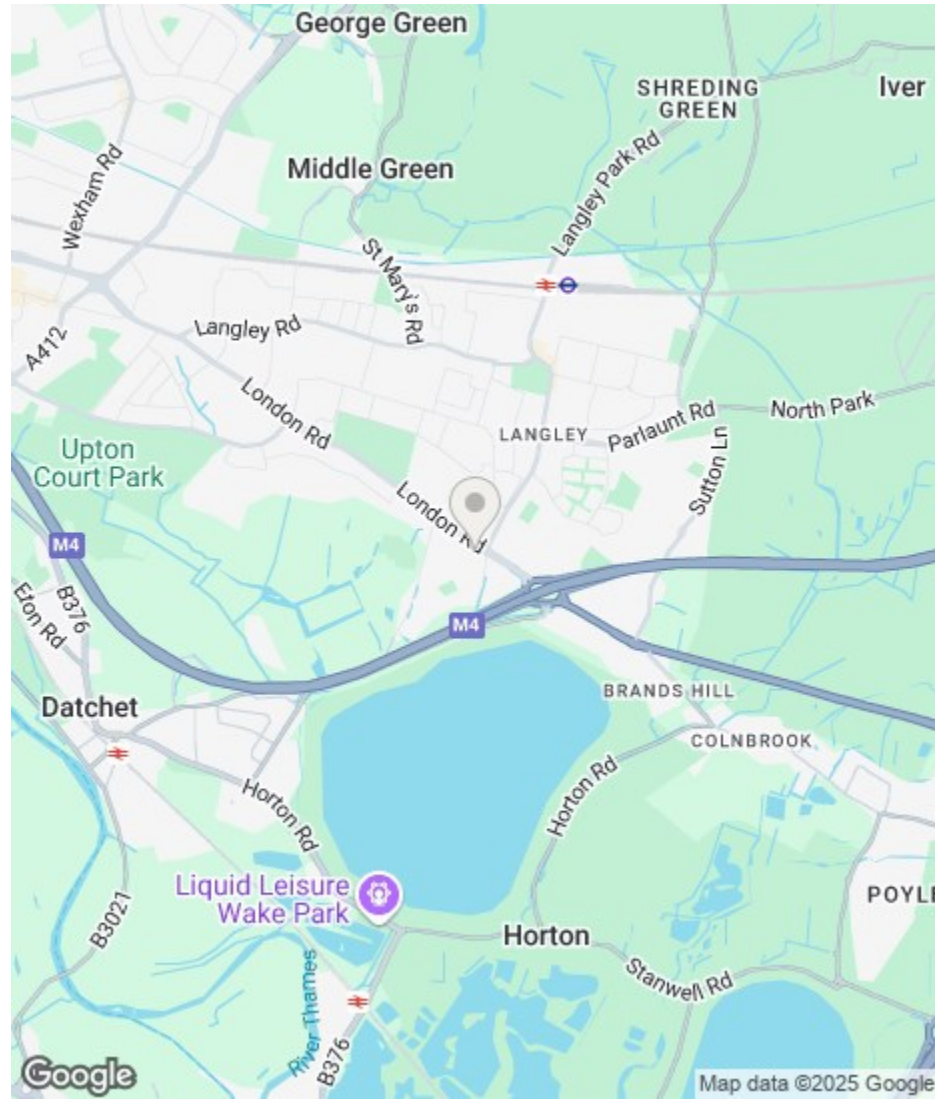 George Green
SHREDING
GREEN
Iver
Wexham Rd
Middle Green
Langley Park Rd
St Mary's Rd
Langley Rd
A412
London Rd
North Park
Parlaunt Rd
LANGLEY
Sutton Ln
Upton
Court Park
London Rd
M4
B376
Eton Rd
M4
BRANDS HILL
Datchet
COLNBROOK
Horton Rd
Horton Rd
Liquid Leisure
Wake Park
POYLE
B3021
Horton
Stanwell Rd
River Thames
B376
Google
Map data ©2025 Google